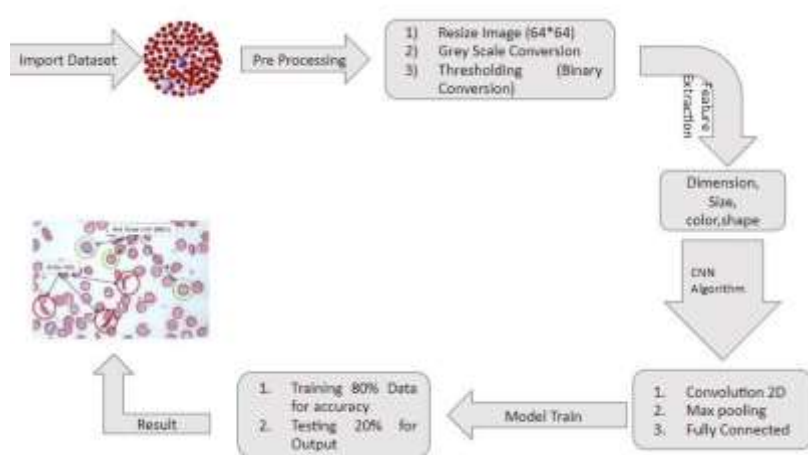 Import Dataset
Pre Processing
1) Resize Image (64*64)
2) Grey Scale Conversion
3) Thresholding (Binary
Conversion)
Feature
Extraction
Dimension,
Size,
color,shape
CNN
Algorithm
1. Convolution 2D
2. Max pooling
3. Fully Connected
Model Train
1. Training 80% Data
for accuracy
2. Testing 20% for
Output
Result